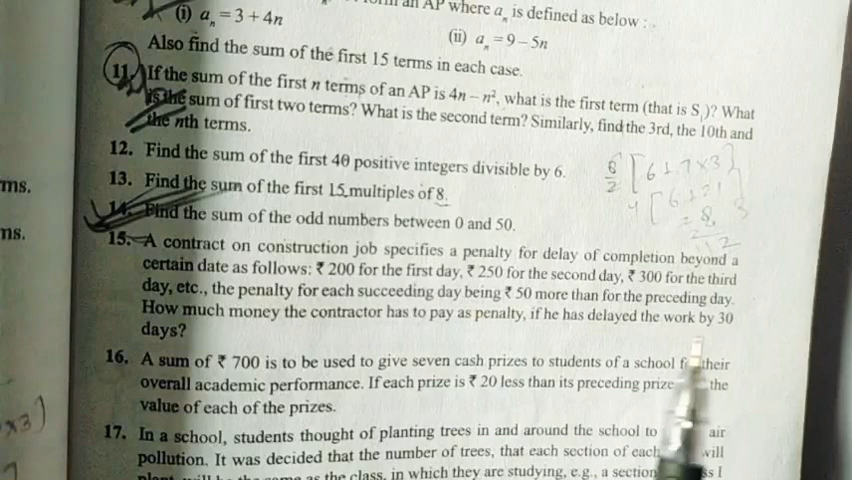 an AP where aₙ is defined as below :
(i) aₙ = 3 + 4n
(ii) aₙ = 9 – 5n
Also find the sum of the first 15 terms in each case.
11. If the sum of the first n terms of an AP is 4n – n², what is the first term (that is S₁)? What
is the sum of first two terms? What is the second term? Similarly, find the 3rd, the 10th and
the nth terms.
12. Find the sum of the first 40 positive integers divisible by 6.
13. Find the sum of the first 15 multiples of 8.
14. Find the sum of the odd numbers between 0 and 50.
15. A contract on construction job specifies a penalty for delay of completion beyond a
certain date as follows: ₹ 200 for the first day, ₹ 250 for the second day, ₹ 300 for the third
day, etc., the penalty for each succeeding day being ₹ 50 more than for the preceding day.
How much money the contractor has to pay as penalty, if he has delayed the work by 30
days?
16. A sum of ₹ 700 is to be used to give seven cash prizes to students of a school their
overall academic performance. If each prize is ₹ 20 less than its preceding prize the
value of each of the prizes.
17. In a school, students thought of planting trees in and around the school to air
pollution. It was decided that the number of trees, that each section of each will
the same as the class, in which they are studying, e.g., a section I
ms.
ns.
×3)